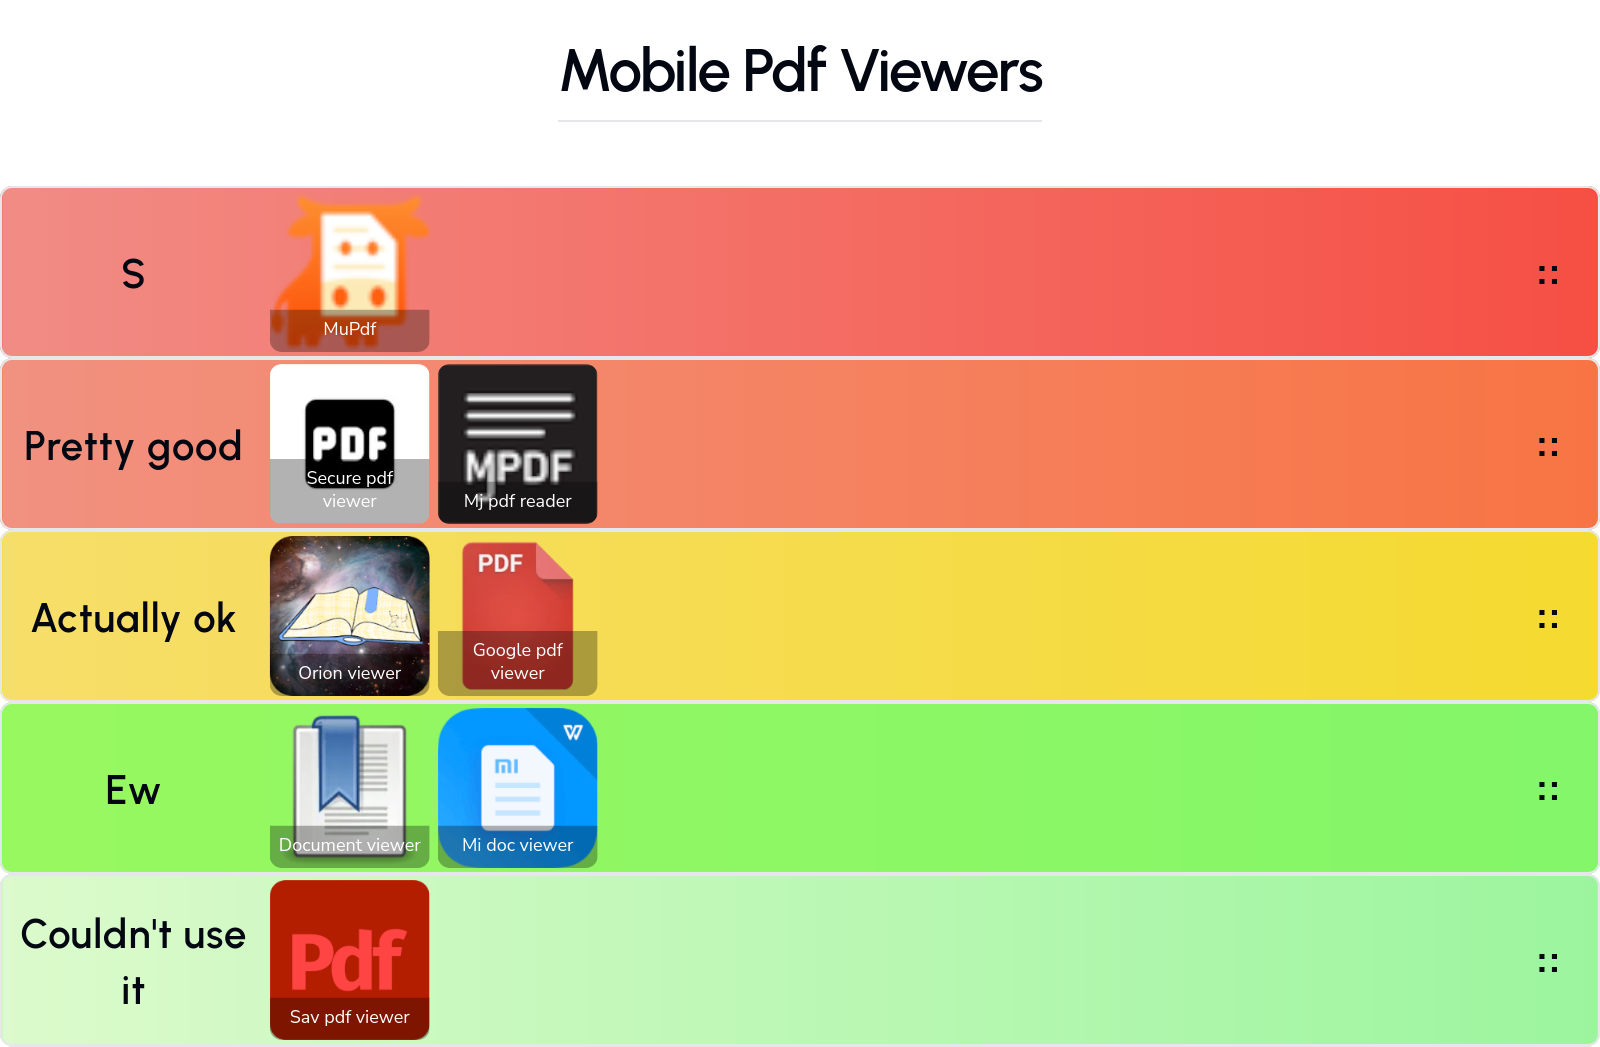 Mobile Pdf Viewers
S
MuPdf
Pretty good
PDF
Secure pdf
viewer
MPDF
Mj pdf reader
Actually ok
Orion viewer
PDF
Google pdf
viewer
Ew
Document viewer
W
MI
Mi doc viewer
Couldn't use
it
Pdf
Sav pdf viewer